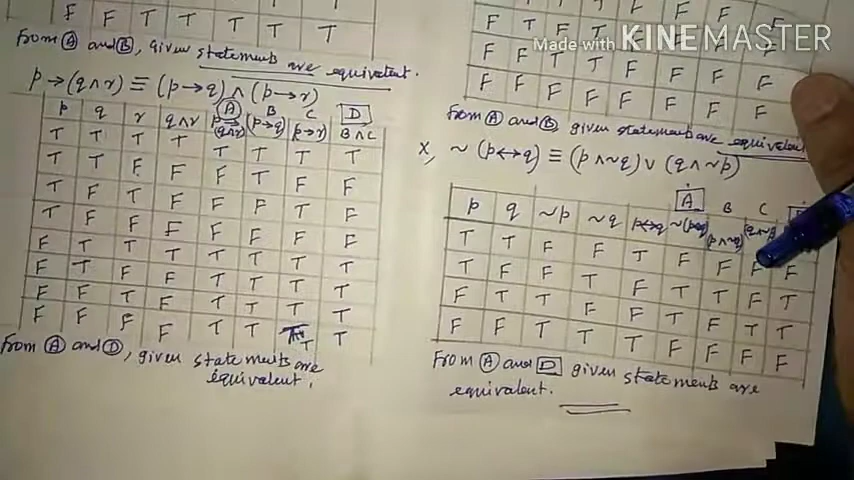 F F T T T T T
From Ⓐ and Ⓑ, given statements are equivalent.
p→(q∧r) ≡ (p→q) ∧ (p→r)
A B C D
p q r q∧r p→(q∧r) (p→q) (p→r) B∧C
T T T T T T T T
T T F F F T F F
T F T F F F T F
T F F F F F F F
F T T T T T T T
F T F F T T T T
F F T F T T T T
F F F F T T T T
From Ⓐ and Ⓓ, given statements are
equivalent.
Made with KINEMASTER
F T F T F F F
F F T T F F F
F F F F F F F
From Ⓐ and Ⓑ, given statement are equivalent
x, ~(p↔q) ≡ (p∧~q) ∨ (q∧~p)
A B C
p q ~p ~q p↔q ~(p↔q) (p∧~q) (q∧~p)
T T F F T F F F F
T F F T F T T F T
F T T F F T F T T
F F T T T F F F F
From Ⓐ and D given statements are
equivalent.